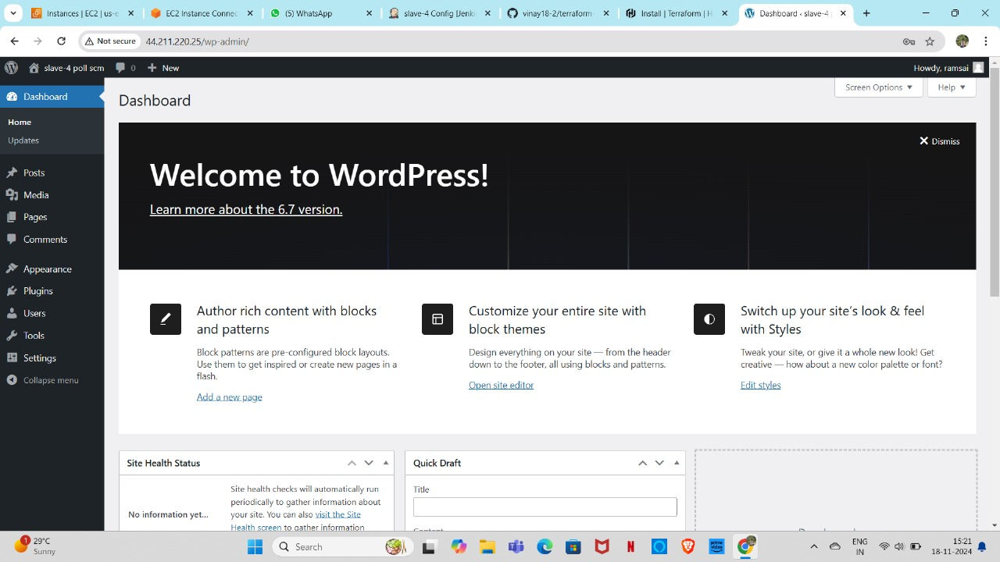 Instances | EC2 | us-e
EC2 Instance Connec
(5) WhatsApp
slave-4 Config [Jenki
vinay18-2/terraform
Install | Terraform | H
Dashboard ‹ slave-4
Not secure
44.211.220.25/wp-admin/
slave-4 poll scm
0
New
Howdy, ramsai
Dashboard
Home
Updates
Posts
Media
Pages
Comments
Appearance
Plugins
Users
Tools
Settings
Collapse menu
Screen Options
Help
Dashboard
Dismiss
Welcome to WordPress!
Learn more about the 6.7 version.
Author rich content with blocks
and patterns
Block patterns are pre-configured block layouts.
Use them to get inspired or create new pages in a
flash.
Add a new page
Customize your entire site with
block themes
Design everything on your site — from the header
down to the footer, all using blocks and patterns.
Open site editor
Switch up your site’s look & feel
with Styles
Tweak your site, or give it a whole new look! Get
creative — how about a new color palette or font?
Edit styles
Site Health Status
No information yet...
Site health checks will automatically run
periodically to gather information about
your site. You can also visit the Site
Health screen to gather information
Quick Draft
Title
1
29°C
Sunny
Search
prime video
ENG
IN
15:21
18-11-2024